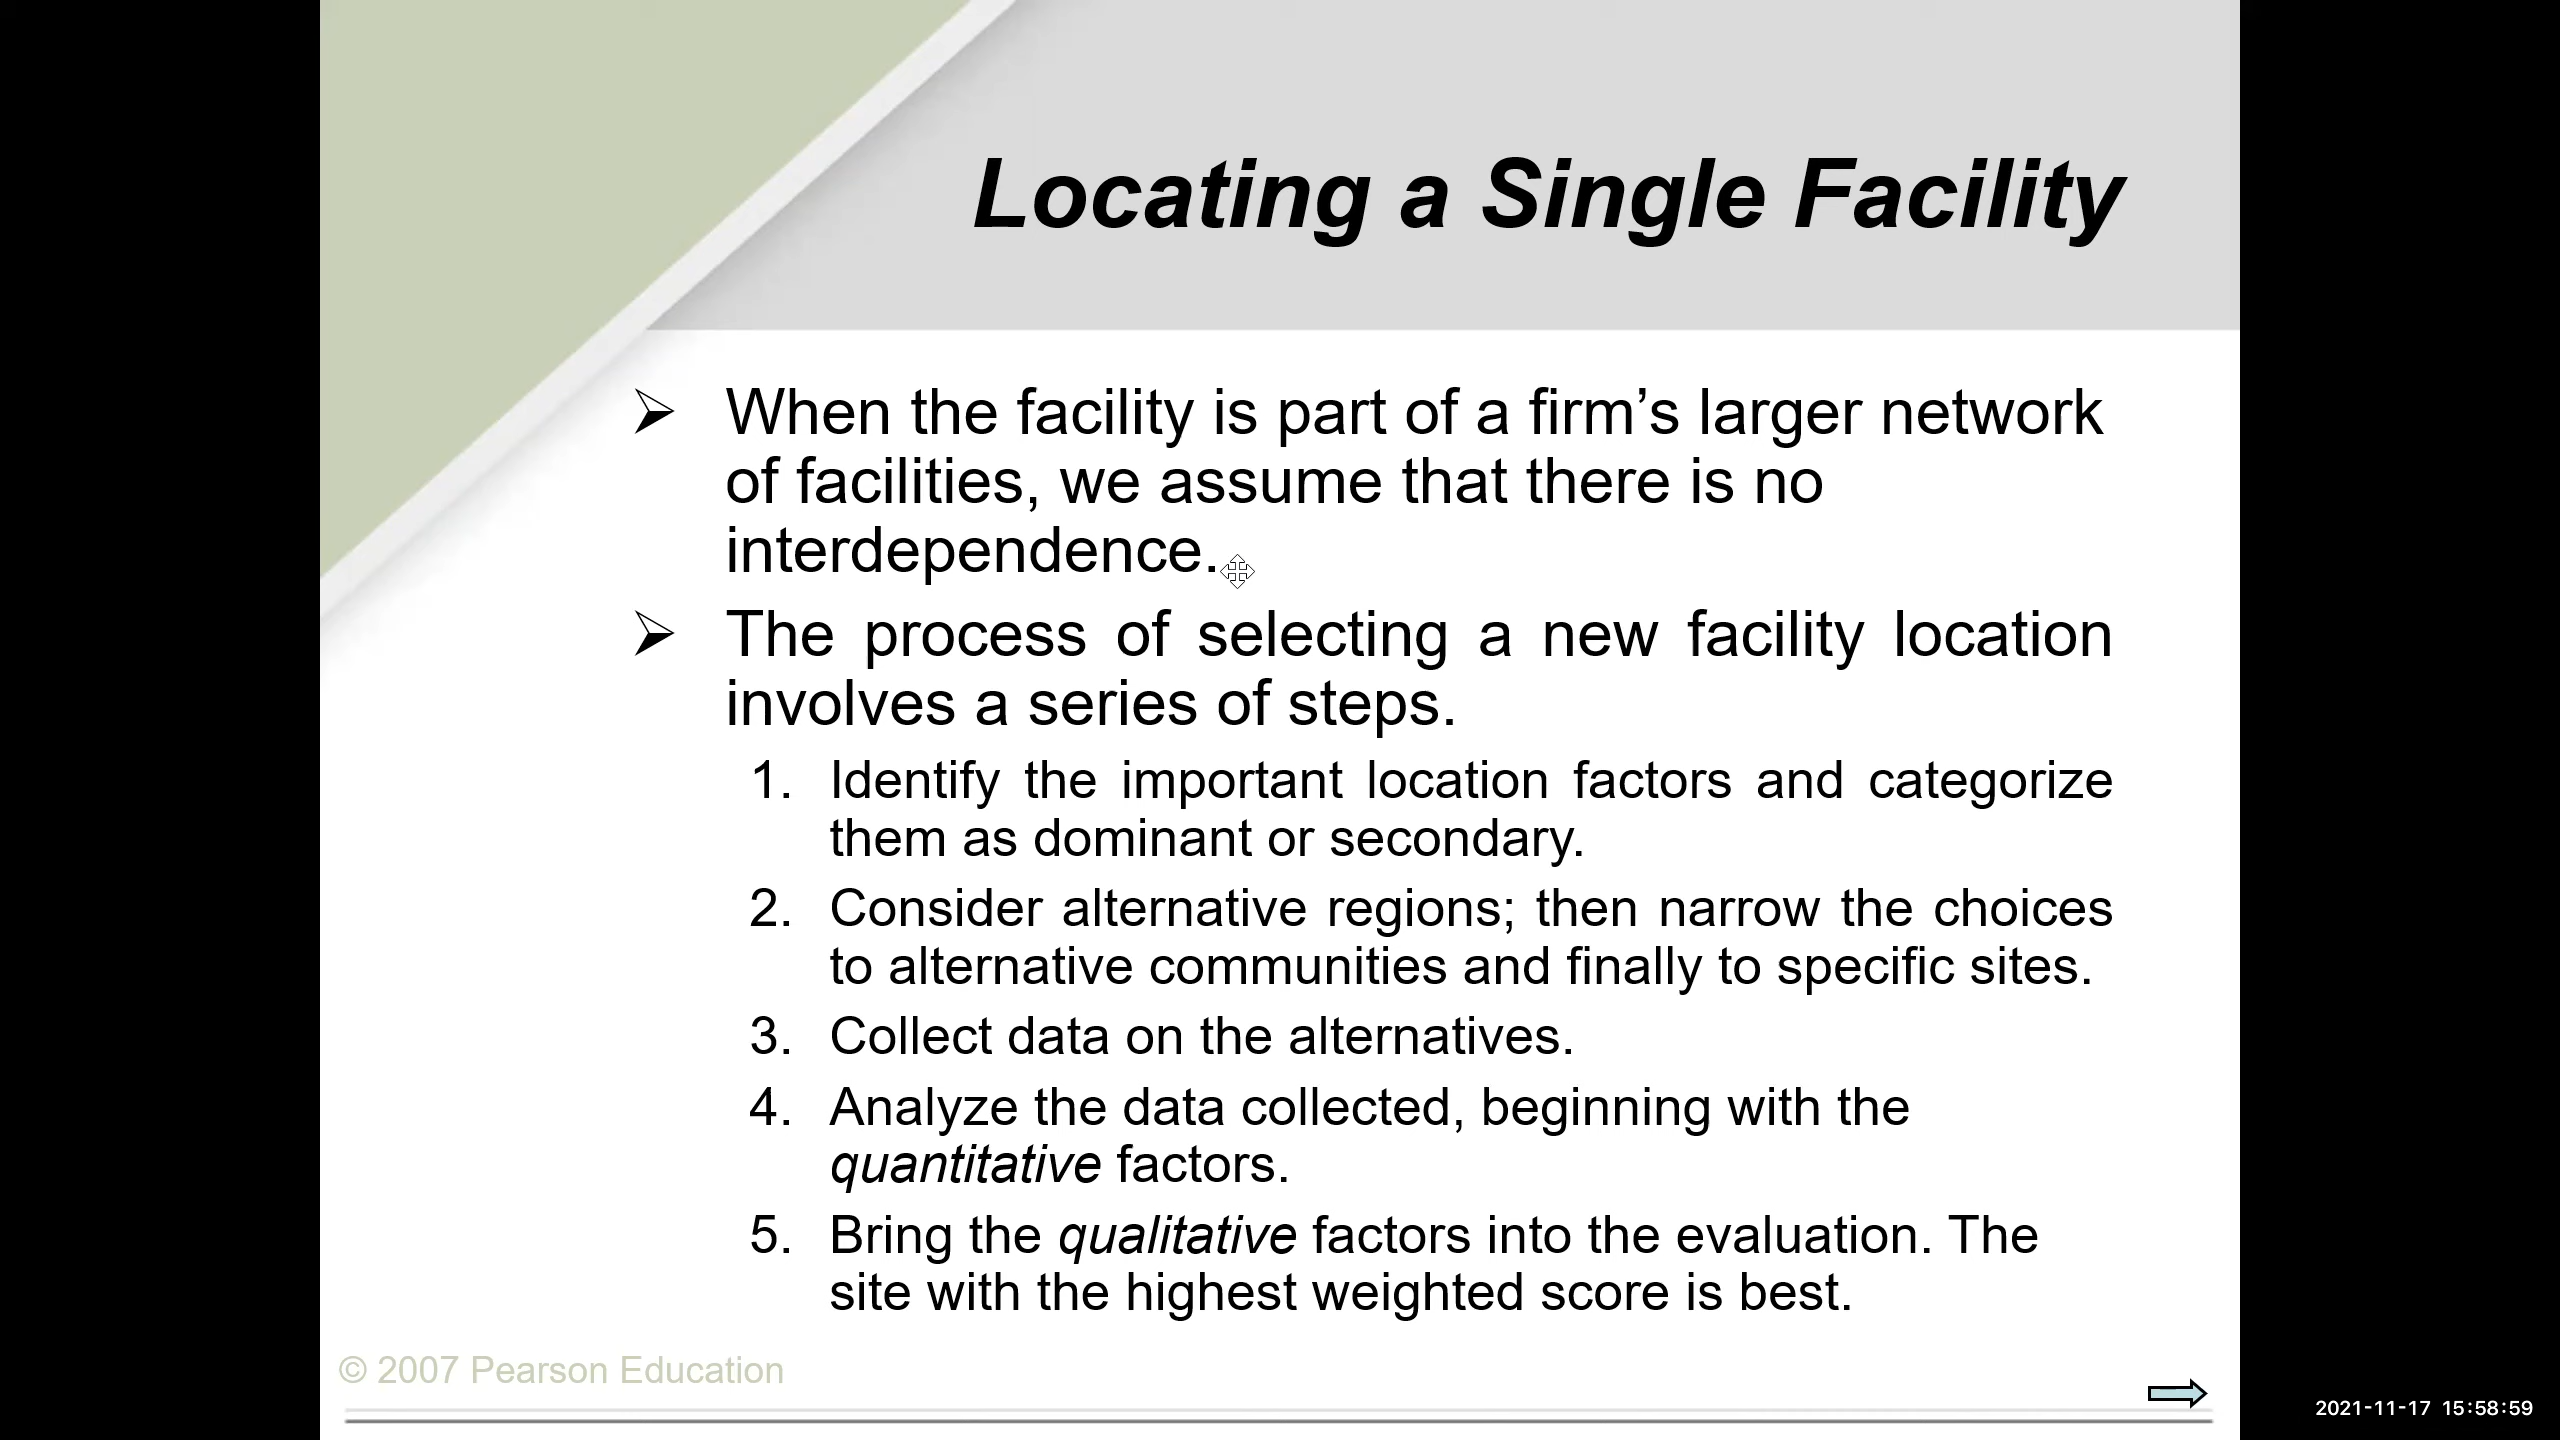 Locating a Single Facility
When the facility is part of a firm’s larger network
of facilities, we assume that there is no
interdependence.
The process of selecting a new facility location
involves a series of steps.
1. Identify the important location factors and categorize
them as dominant or secondary.
2. Consider alternative regions; then narrow the choices
to alternative communities and finally to specific sites.
3. Collect data on the alternatives.
4. Analyze the data collected, beginning with the
quantitative factors.
5. Bring the qualitative factors into the evaluation. The
site with the highest weighted score is best.
© 2007 Pearson Education
2021-11-17 15:58:59